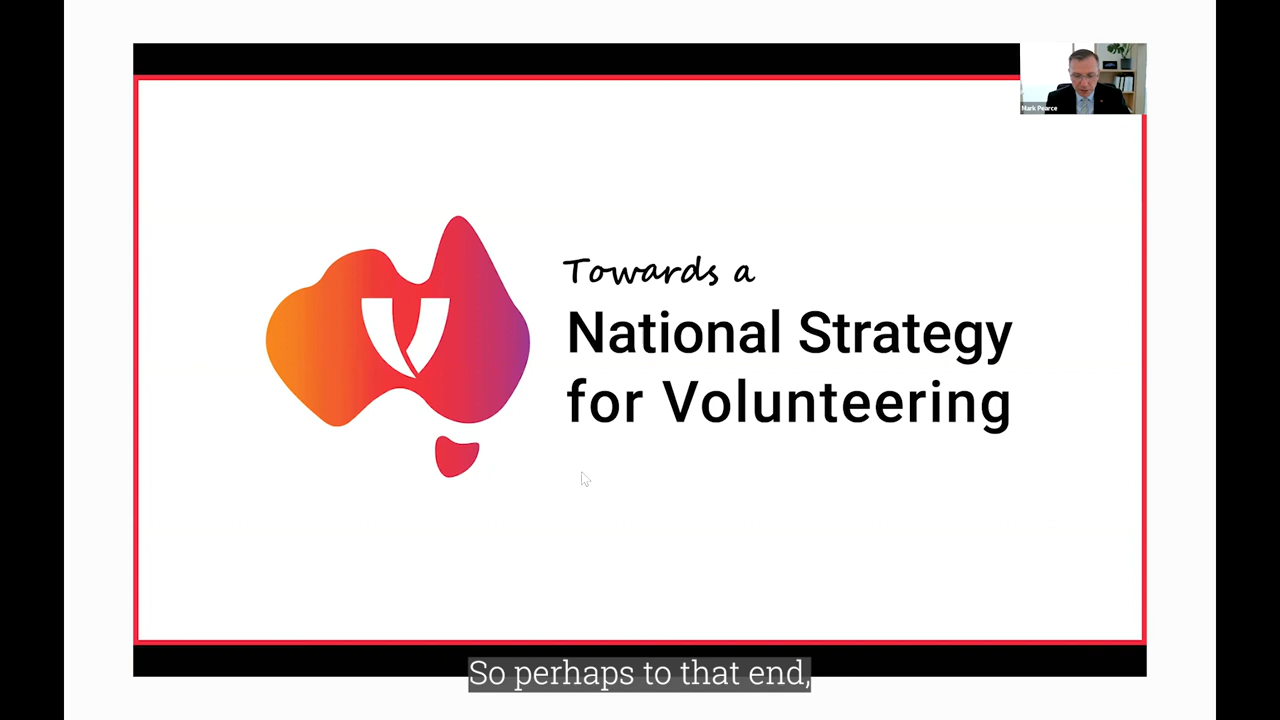 Mark Pearce
Towards a
National Strategy
for Volunteering
So perhaps to that end,